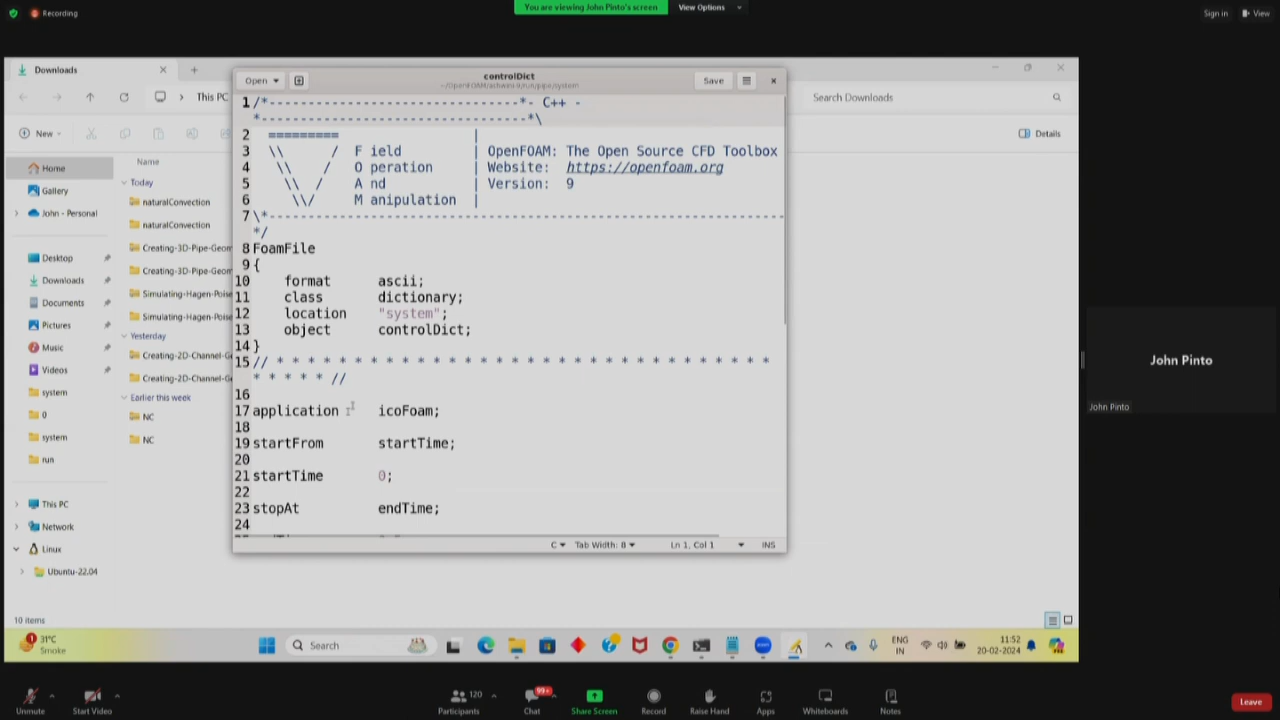 Recording
You are viewing John Pinto's screen
View Options
Sign in
View
Downloads
This PC
Search Downloads
New
Details
Home
Gallery
John - Personal
Desktop
Downloads
Documents
Pictures
Music
Videos
system
0
system
run
This PC
Network
Linux
Ubuntu-22.04
10 items
Name
Today
naturalConvection
naturalConvection
Creating-3D-Pipe-Geom
Creating-3D-Pipe-Geom
Simulating-Hagen-Poise
Simulating-Hagen-Poise
Yesterday
Creating-2D-Channel-Ge
Creating-2D-Channel-Ge
Earlier this week
NC
NC
Open
controlDict
Save
1 /*--------------------------------*- C++ -
*----------------------------------*\
2 ========= |
3 \\ / F ield | OpenFOAM: The Open Source CFD Toolbox
4 \\ / O peration | Website: https://openfoam.org
5 \\ / A nd | Version: 9
6 \\/ M anipulation |
7 \*---------------------------------------------------------------------
*/
8 FoamFile
9 {
10 format ascii;
11 class dictionary;
12 location "system";
13 object controlDict;
14 }
15 // * * * * * * * * * * * * * * * * * * * * * * * * * * * * * * * *
* * * * * //
16
17 application icoFoam;
18
19 startFrom startTime;
20
21 startTime 0;
22
23 stopAt endTime;
24
C Tab Width: 8 Ln 1, Col 1 INS
John Pinto
John Pinto
31°C
Smoke
Search
ENG
IN
11:52
20-02-2024
Unmute
Start Video
Participants 120
Chat 99+
Share Screen
Record
Raise Hand
Apps
Whiteboards
Notes
Leave